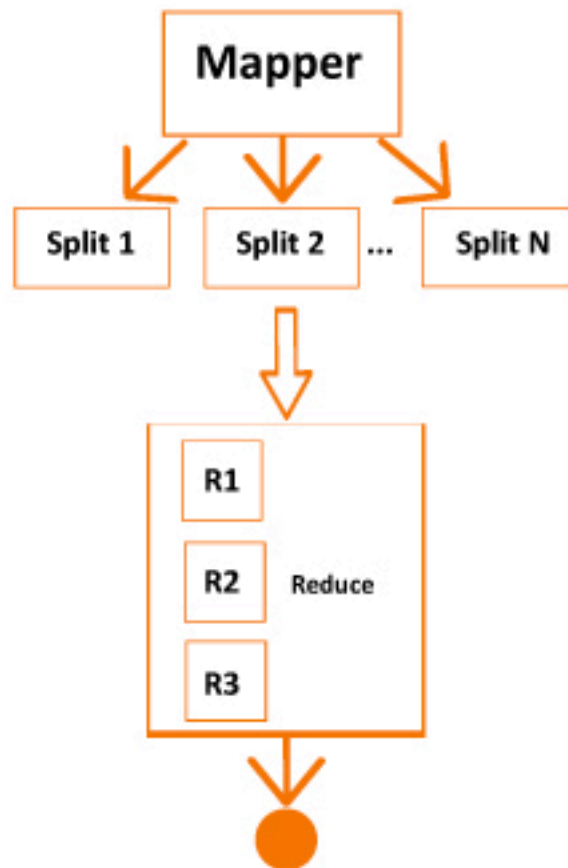 Mapper
Split 1 Split 2 ... Split N
R1
R2 Reduce
R3